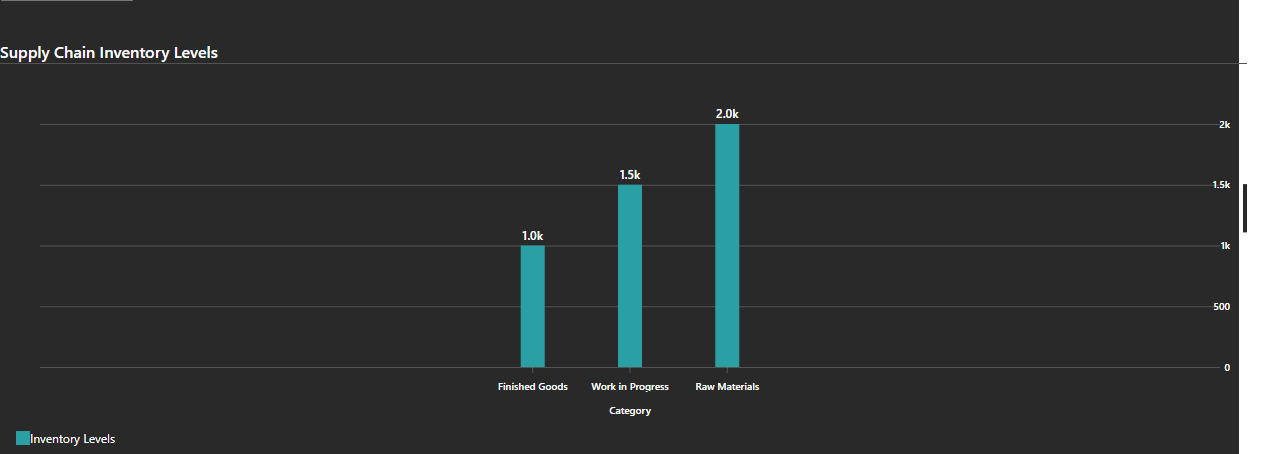 Supply Chain Inventory Levels
2.0k
2k
1.5k
1.5k
1.0k
1k
500
0
Finished Goods Work in Progress Raw Materials
Category
Inventory Levels